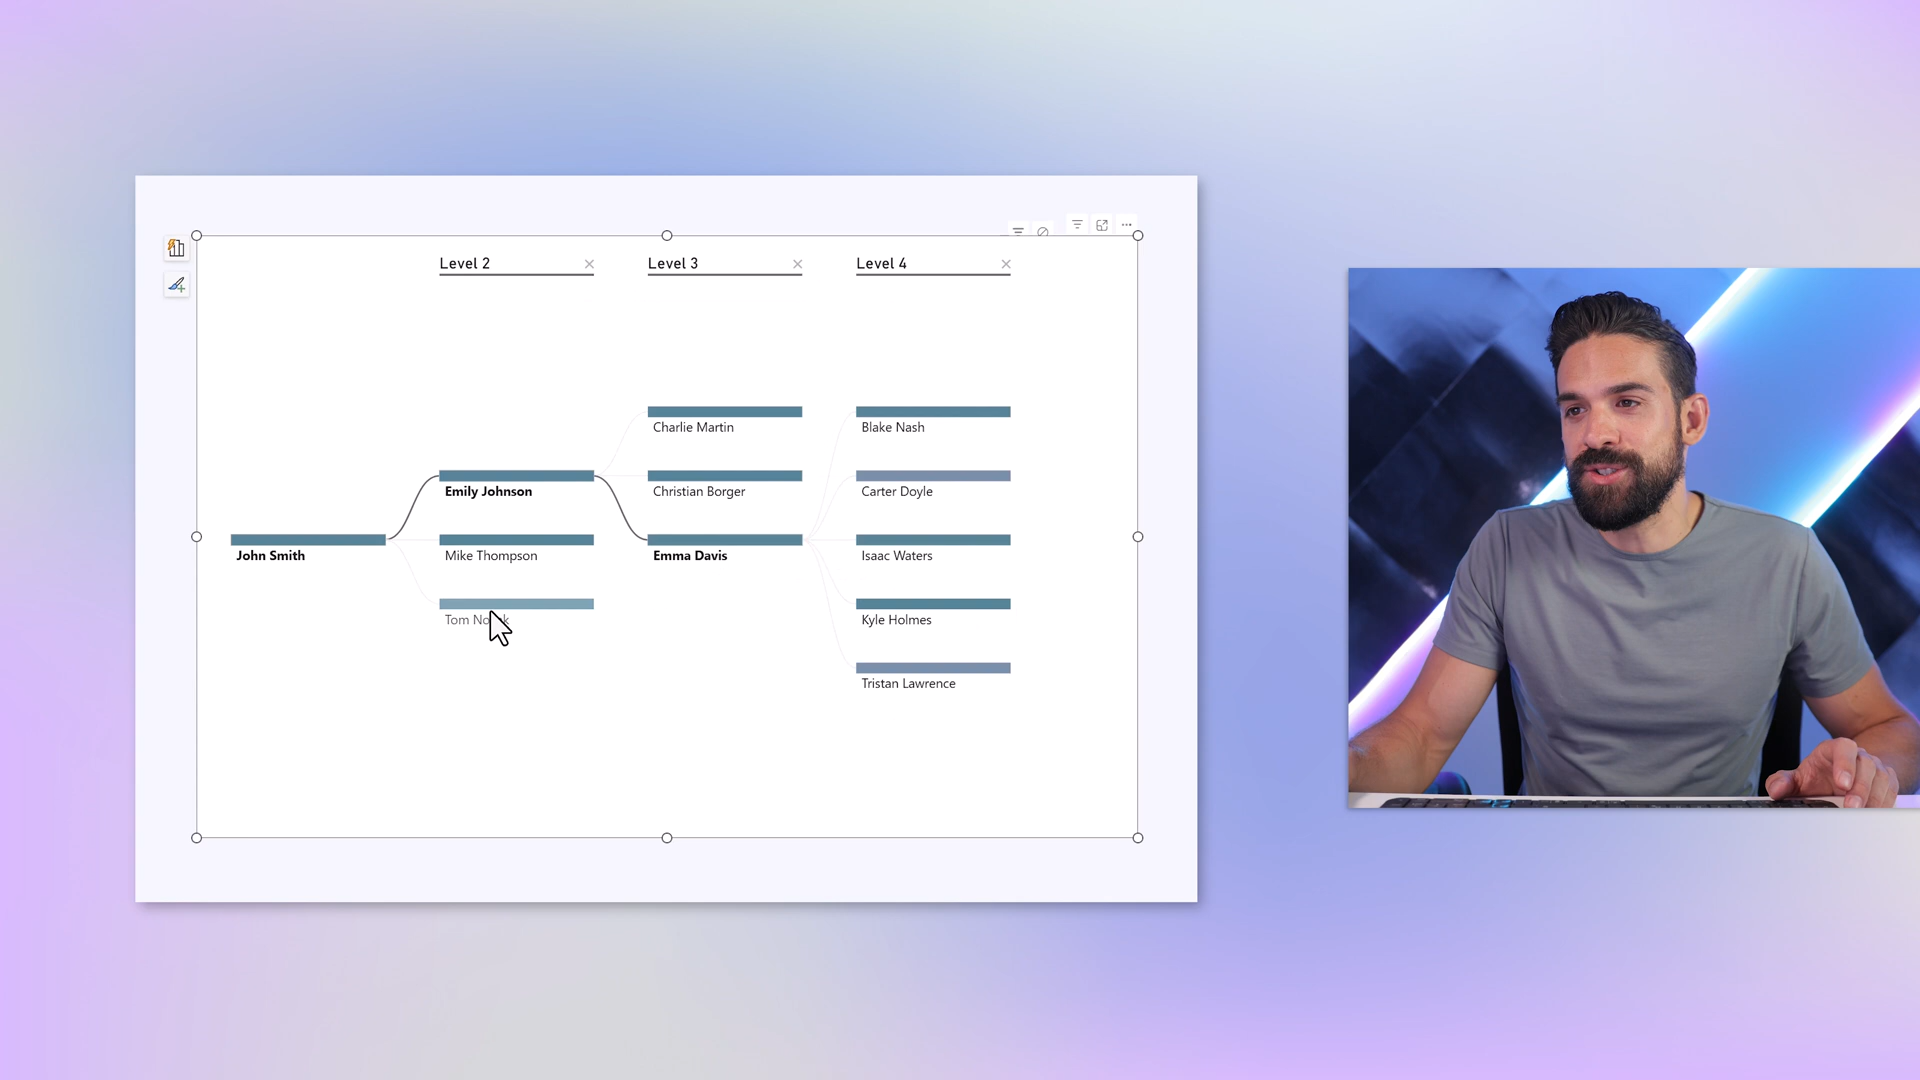 Level 2
Level 3
Level 4
Charlie Martin
Blake Nash
Emily Johnson
Christian Borger
Carter Doyle
John Smith
Mike Thompson
Emma Davis
Isaac Waters
Tom
Kyle Holmes
Tristan Lawrence